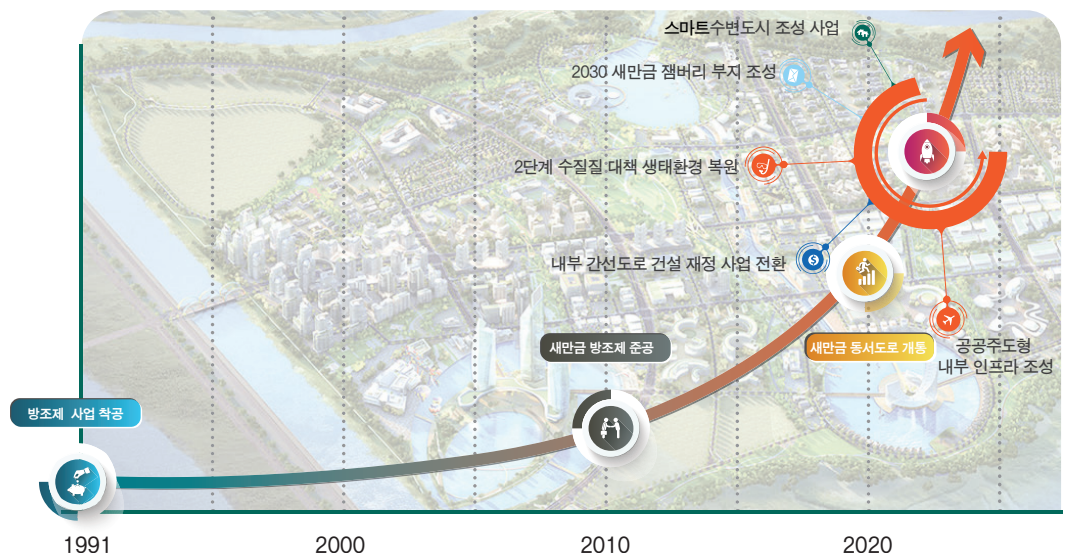 스마트수변도시 조성 사업
2030 새만금 잼버리 부지 조성
2단계 수질질 대책 생태환경 복원
내부 간선도로 건설 재정 사업 전환
새만금 방조제 준공
새만금 동서도로 개통
공공주도형
내부 인프라 조성
방조제 사업 착공
1991
2000
2010
2020